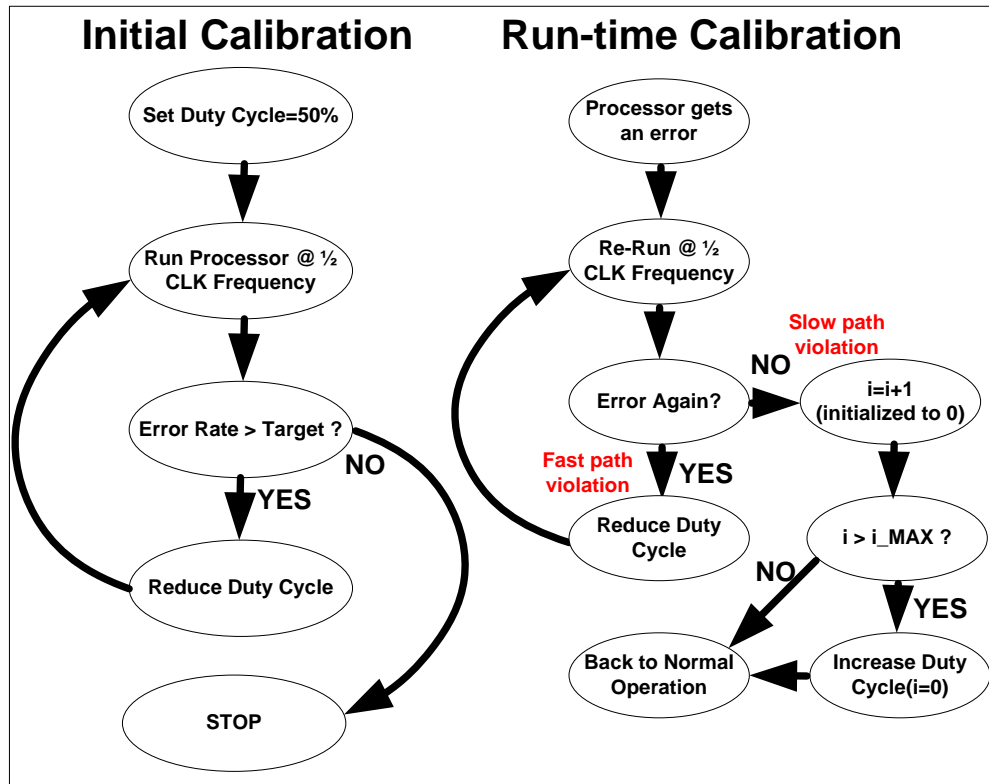 Initial Calibration
Set Duty Cycle=50%
Run Processor @ ½
CLK Frequency
Error Rate > Target ?
NO
YES
Reduce Duty Cycle
STOP
Run-time Calibration
Processor gets
an error
Re-Run @ ½
CLK Frequency
Slow path
violation
Error Again?
NO
i=i+1
(initialized to 0)
Fast path
violation
YES
Reduce Duty
Cycle
i > i_MAX ?
NO
YES
Back to Normal
Operation
Increase Duty
Cycle(i=0)